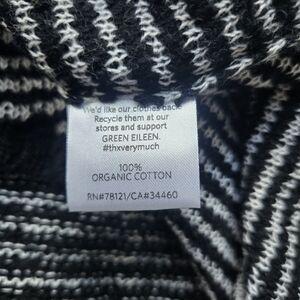 We'd like our clothes back.
Recycle them at our
stores and support
GREEN EILEEN.
#thxverymuch
100%
ORGANIC COTTON
RN#78121/CA#34460